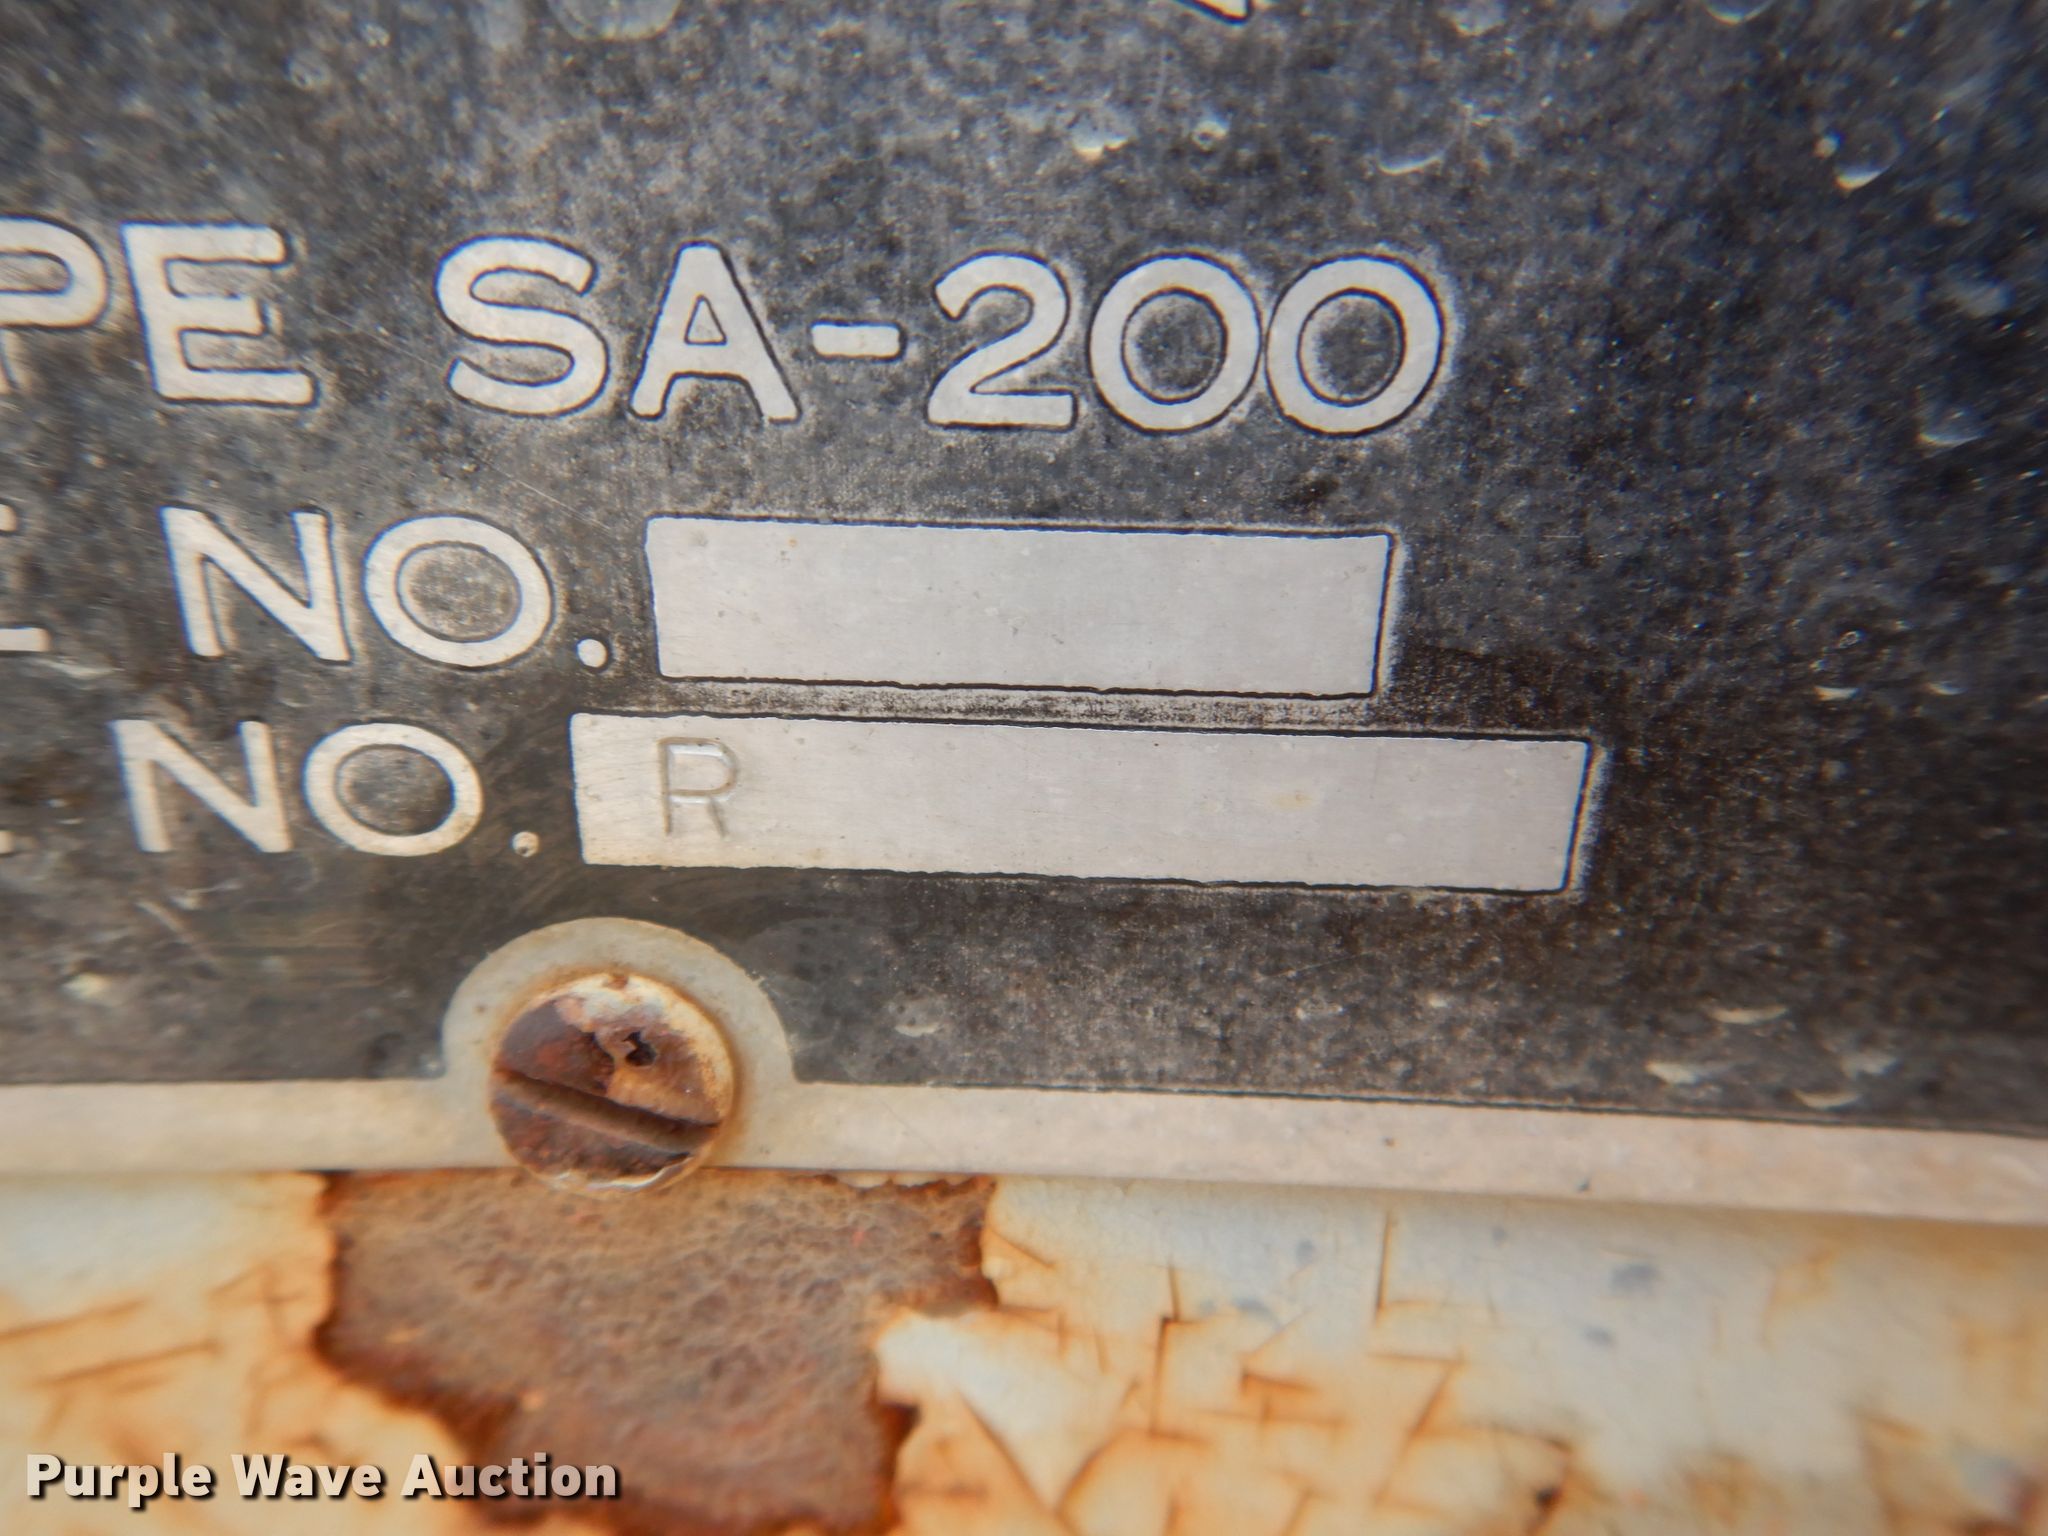 PE SA-200
E NO.
NO. R
Purple Wave Auction